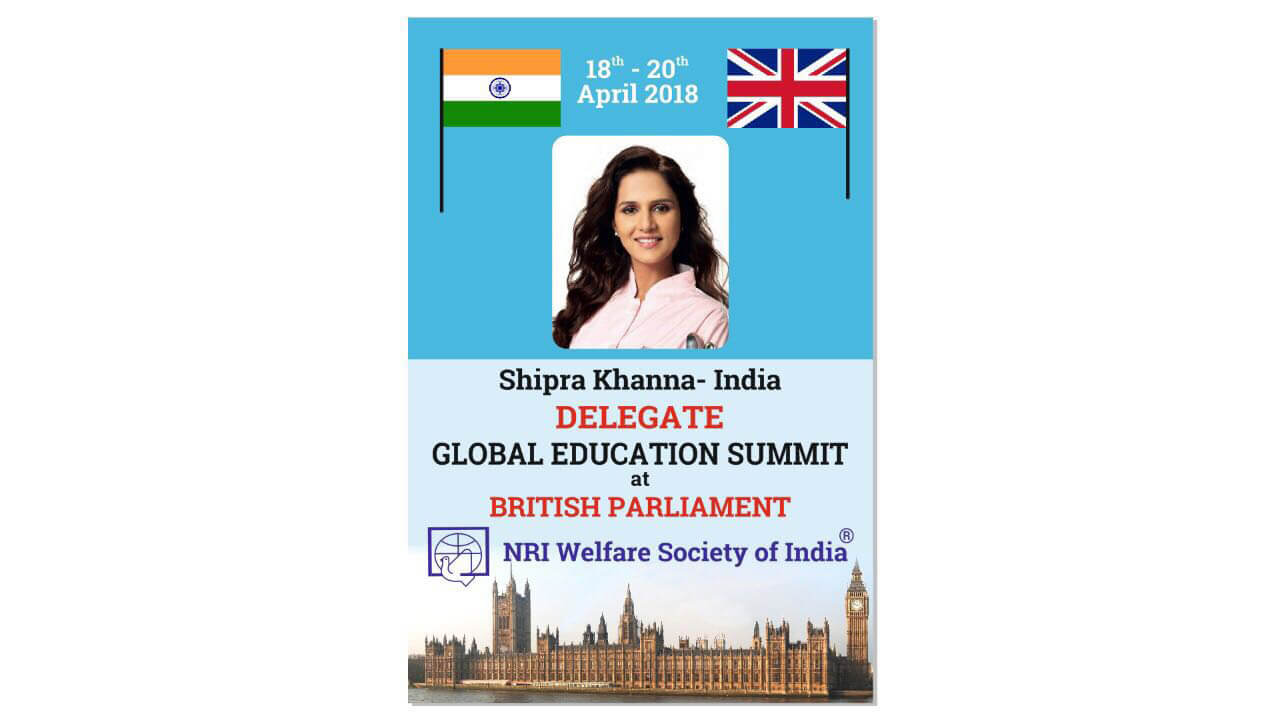 18th - 20th
April 2018
Shipra Khanna- India
DELEGATE
GLOBAL EDUCATION SUMMIT
at
BRITISH PARLIAMENT
NRI Welfare Society of India®